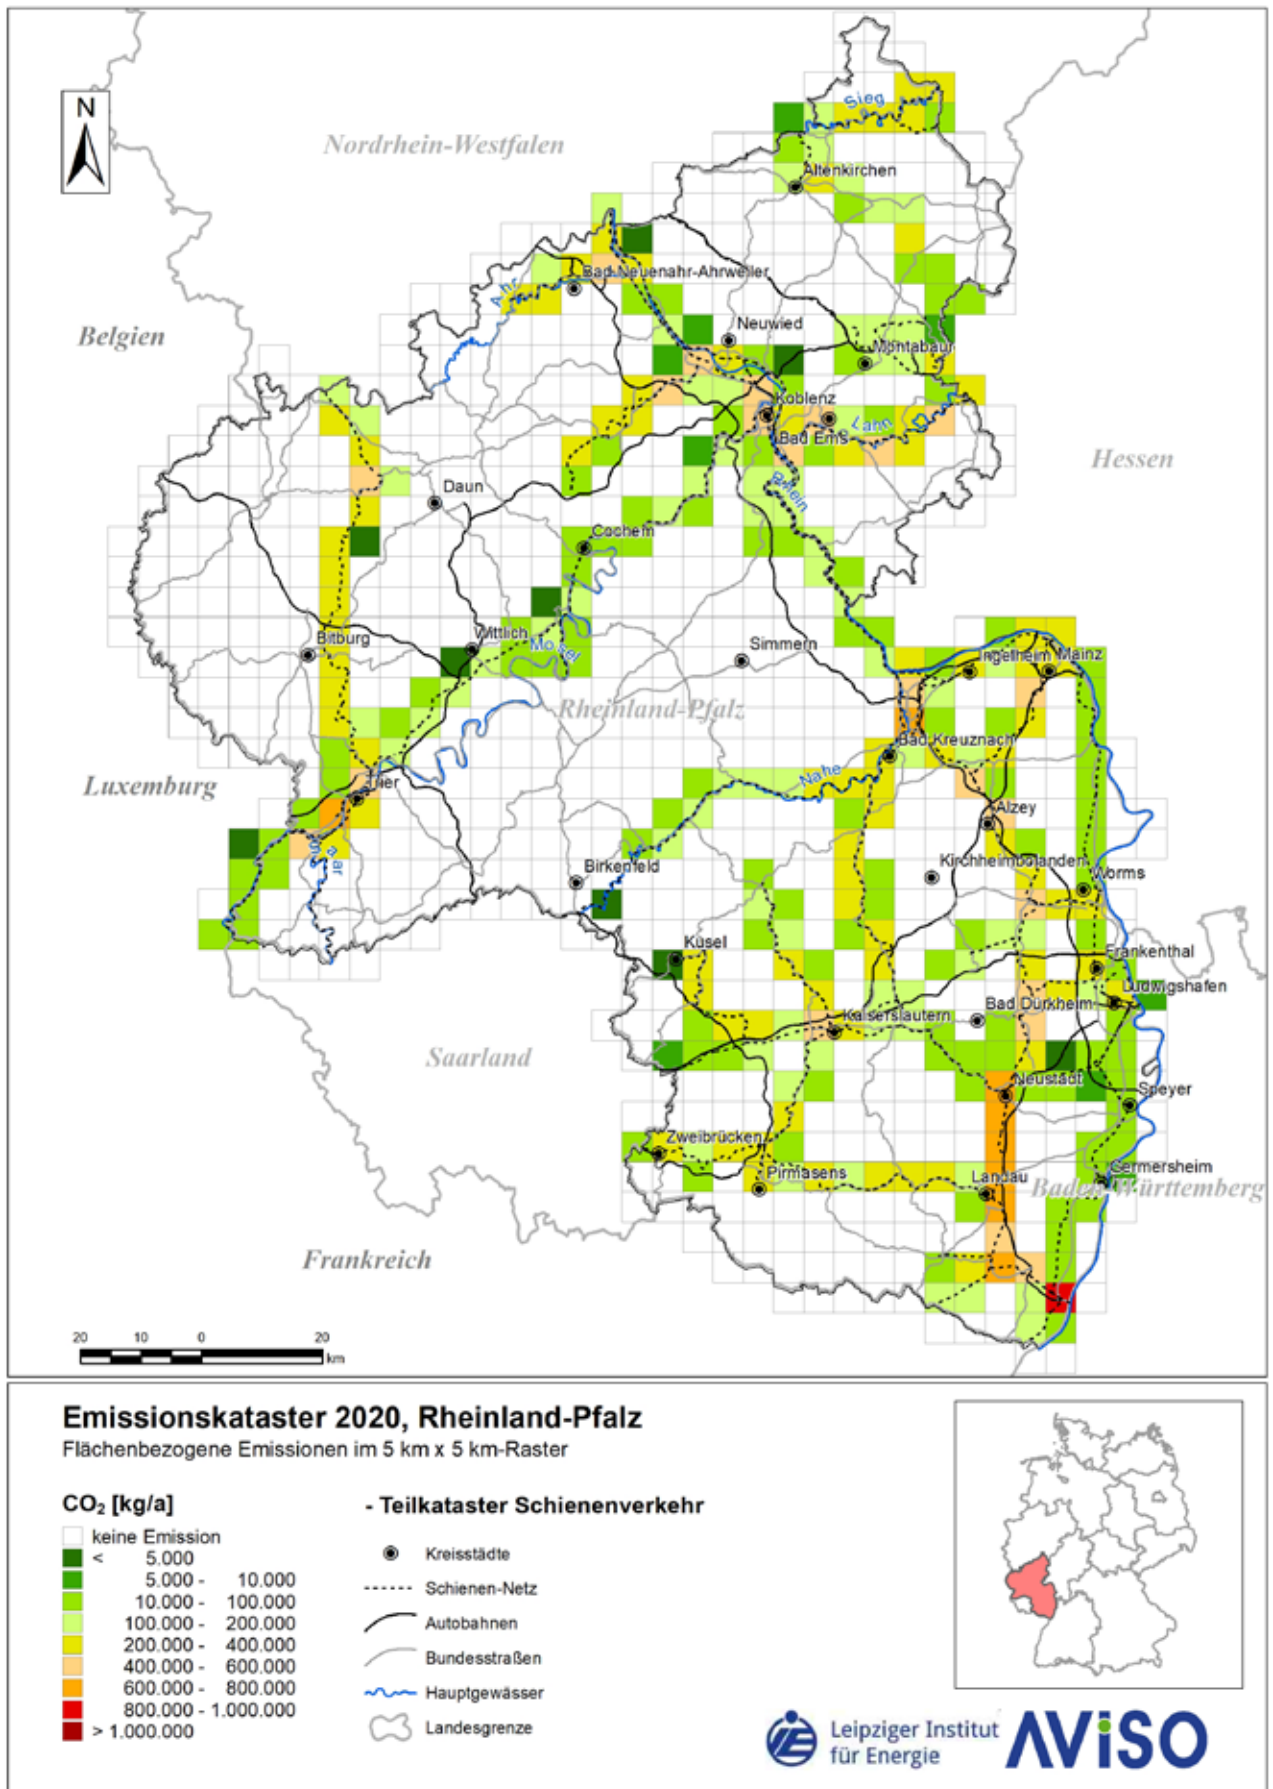 N
Nordrhein-Westfalen
Sieg
Altenkirchen
Bad Neuenahr-Ahrweiler
Ahr
Belgien
Neuwied
Montabaur
Koblenz
Lahn
Bad Ems
Hessen
Rhein
Daun
Cochem
Bitburg
Wittlich
Mosel
Simmern
Ingelheim
Mainz
Rheinland-Pfalz
Bad Kreuznach
Luxemburg
Trier
Nahe
Alzey
Saar
Birkenfeld
Kirchheimbolanden
Worms
Kusel
Frankenthal
Ludwigshafen
Bad Dürkheim
Kaiserslautern
Saarland
Neustadt
Speyer
Zweibrücken
Pirmasens
Landau
Germersheim
Baden-Württemberg
Frankreich
20 10 0 20
km
Emissionskataster 2020, Rheinland-Pfalz
Flächenbezogene Emissionen im 5 km x 5 km-Raster
CO₂ [kg/a]
keine Emission
< 5.000
5.000 - 10.000
10.000 - 100.000
100.000 - 200.000
200.000 - 400.000
400.000 - 600.000
600.000 - 800.000
800.000 - 1.000.000
> 1.000.000
- Teilkataster Schienenverkehr
Kreisstädte
Schienen-Netz
Autobahnen
Bundesstraßen
Hauptgewässer
Landesgrenze
Leipziger Institut
für Energie
AViSO